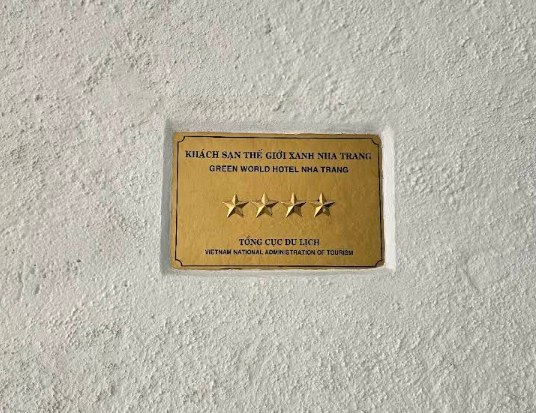 KHÁCH SẠN THẾ GIỚI XANH NHA TRANG
GREEN WORLD HOTEL NHA TRANG
TỔNG CỤC DU LỊCH
VIETNAM NATIONAL ADMINISTRATION OF TOURISM